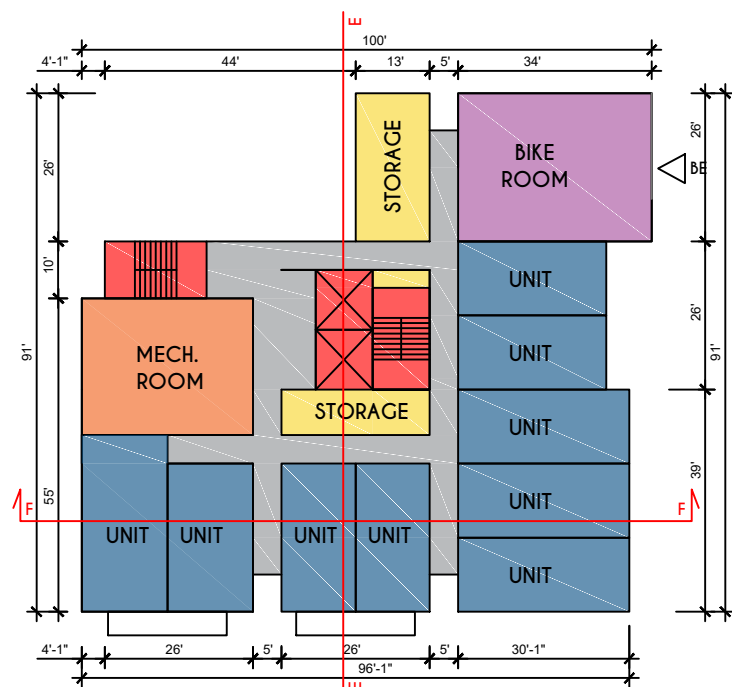 E
100'
4'-1"
44'
13'
5'
34'
26'
STORAGE
BIKE
ROOM
26'
BE
10'
UNIT
91'
MECH.
ROOM
UNIT
26'
91'
STORAGE
UNIT
55'
39'
F
UNIT
F
UNIT
UNIT
UNIT
UNIT
UNIT
4'-1"
26'
5'
26'
5'
30'-1"
96'-1"
E